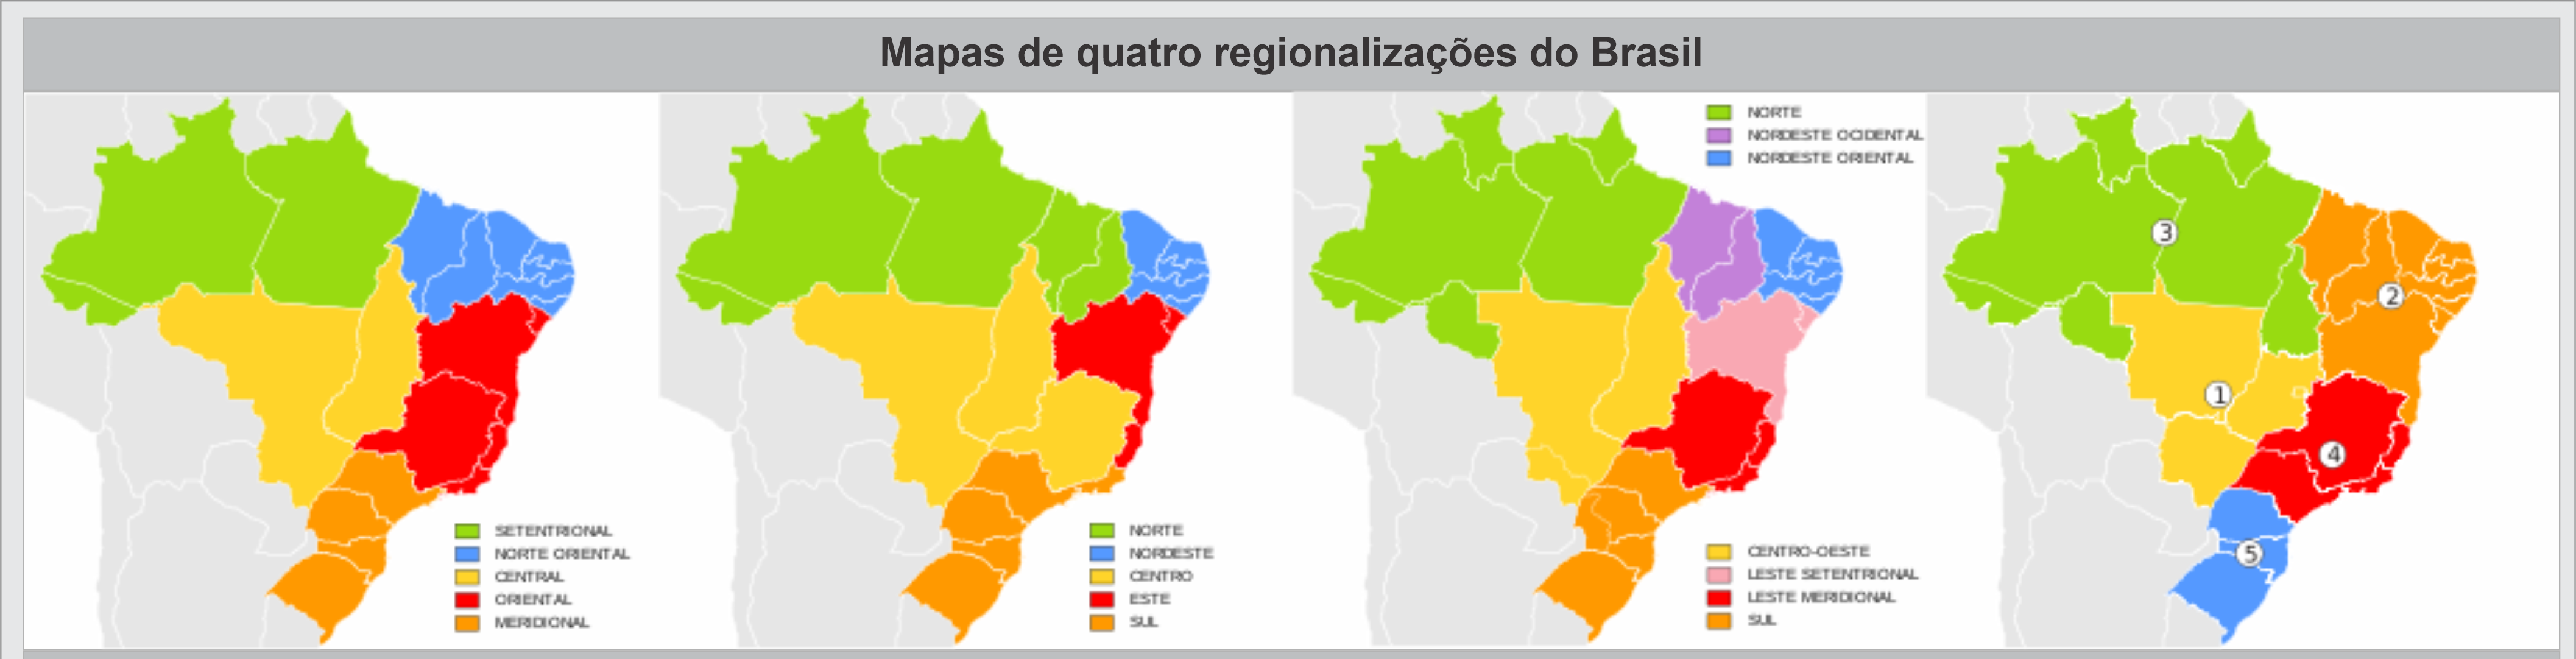 Mapas de quatro regionalizações do Brasil
SETENTRIONAL
NORTE ORIENTAL
CENTRAL
ORIENTAL
MERIDIONAL
NORTE
NORDESTE
CENTRO
ESTE
SUL
NORTE
NORDESTE OCIDENTAL
NORDESTE ORIENTAL
CENTRO-OESTE
LESTE SETENTRIONAL
LESTE MERIDIONAL
SUL
3
2
1
4
5